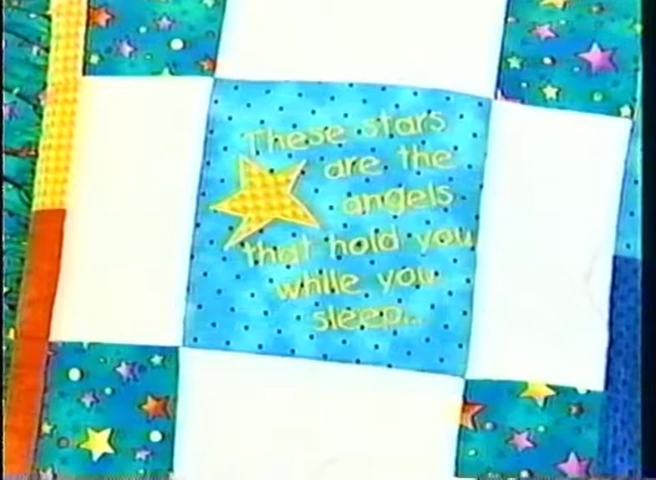 These stars
are the
angels
that hold you
while you
sleep...